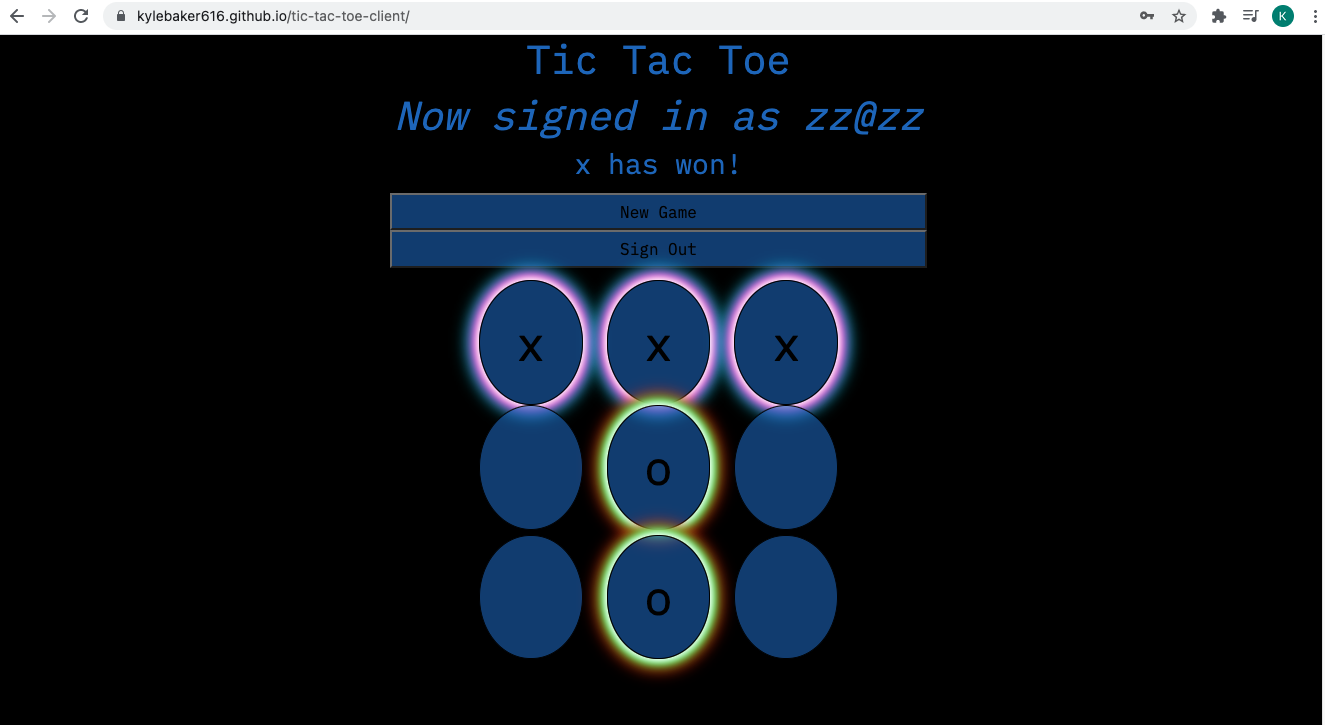 kylebaker616.github.io/tic-tac-toe-client/
K
Tic Tac Toe
Now signed in as zz@zz
x has won!
New Game
Sign Out
x x x
o
o